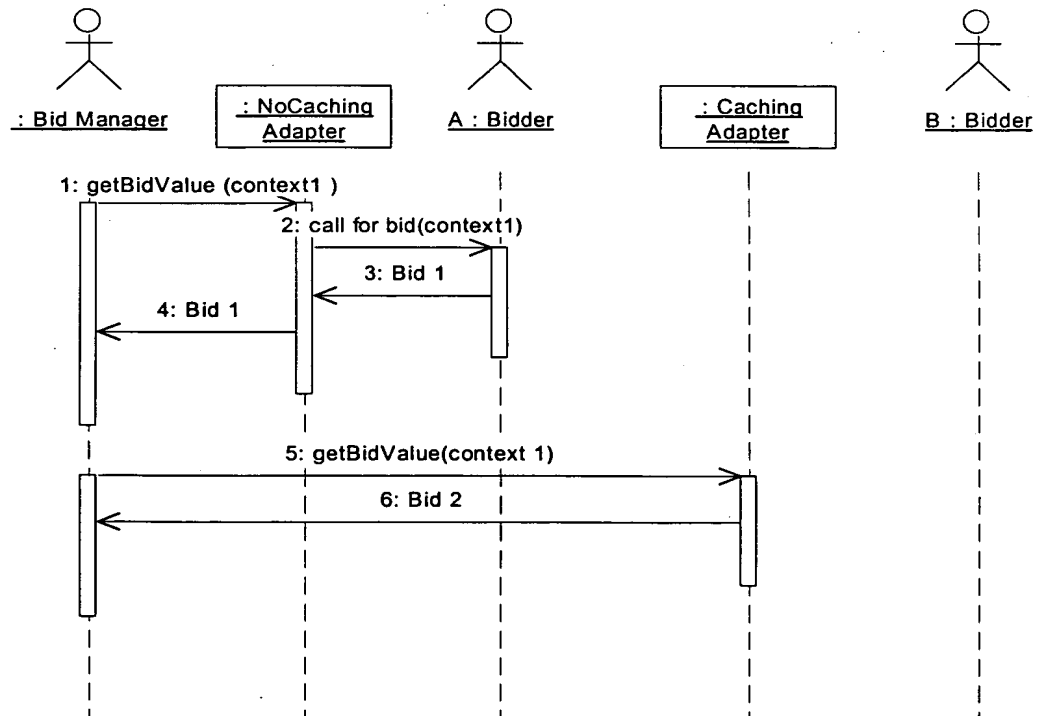 : Bid Manager
: NoCaching
Adapter
A : Bidder
: Caching
Adapter
B : Bidder
1: getBidValue (context1 )
2: call for bid(context1)
3: Bid 1
4: Bid 1
5: getBidValue(context 1)
6: Bid 2